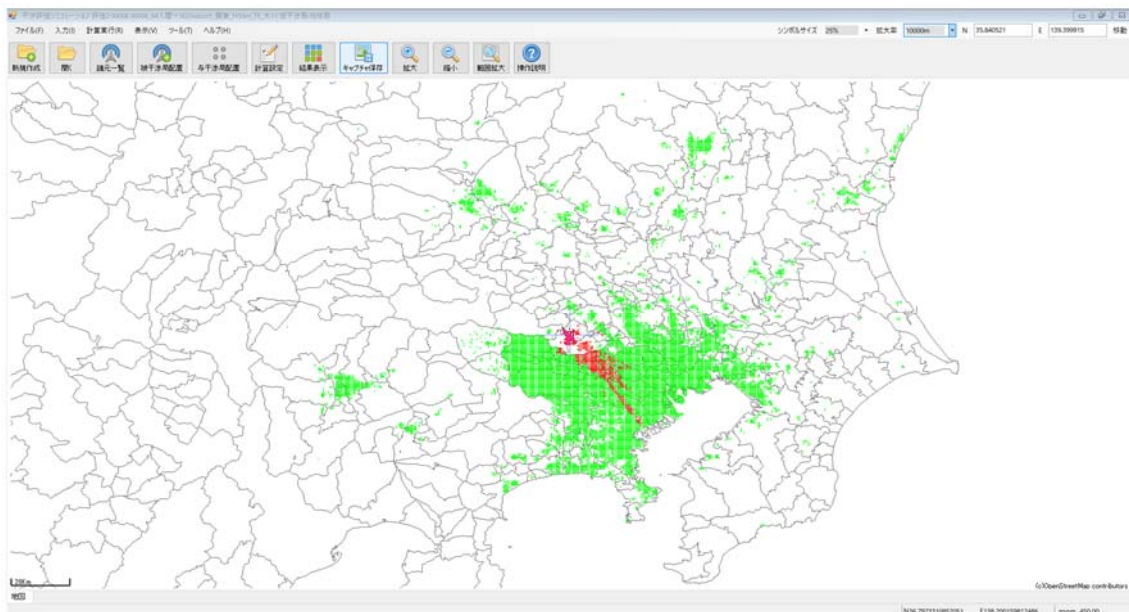 ファイル(F) 入力(I) 計算実行(R) 表示(V) ツール(T) ヘルプ(H)
シンボルサイズ 25% 拡大率 10000m N 35.840521 E 139.399915 移動
新規作成 開く 諸元一覧 被干渉局配置 与干渉局配置 計算設定 結果表示 キャプチャ保存 拡大 縮小 範囲拡大 操作説明
20Km
(c)OpenStreetMap contributors
地図